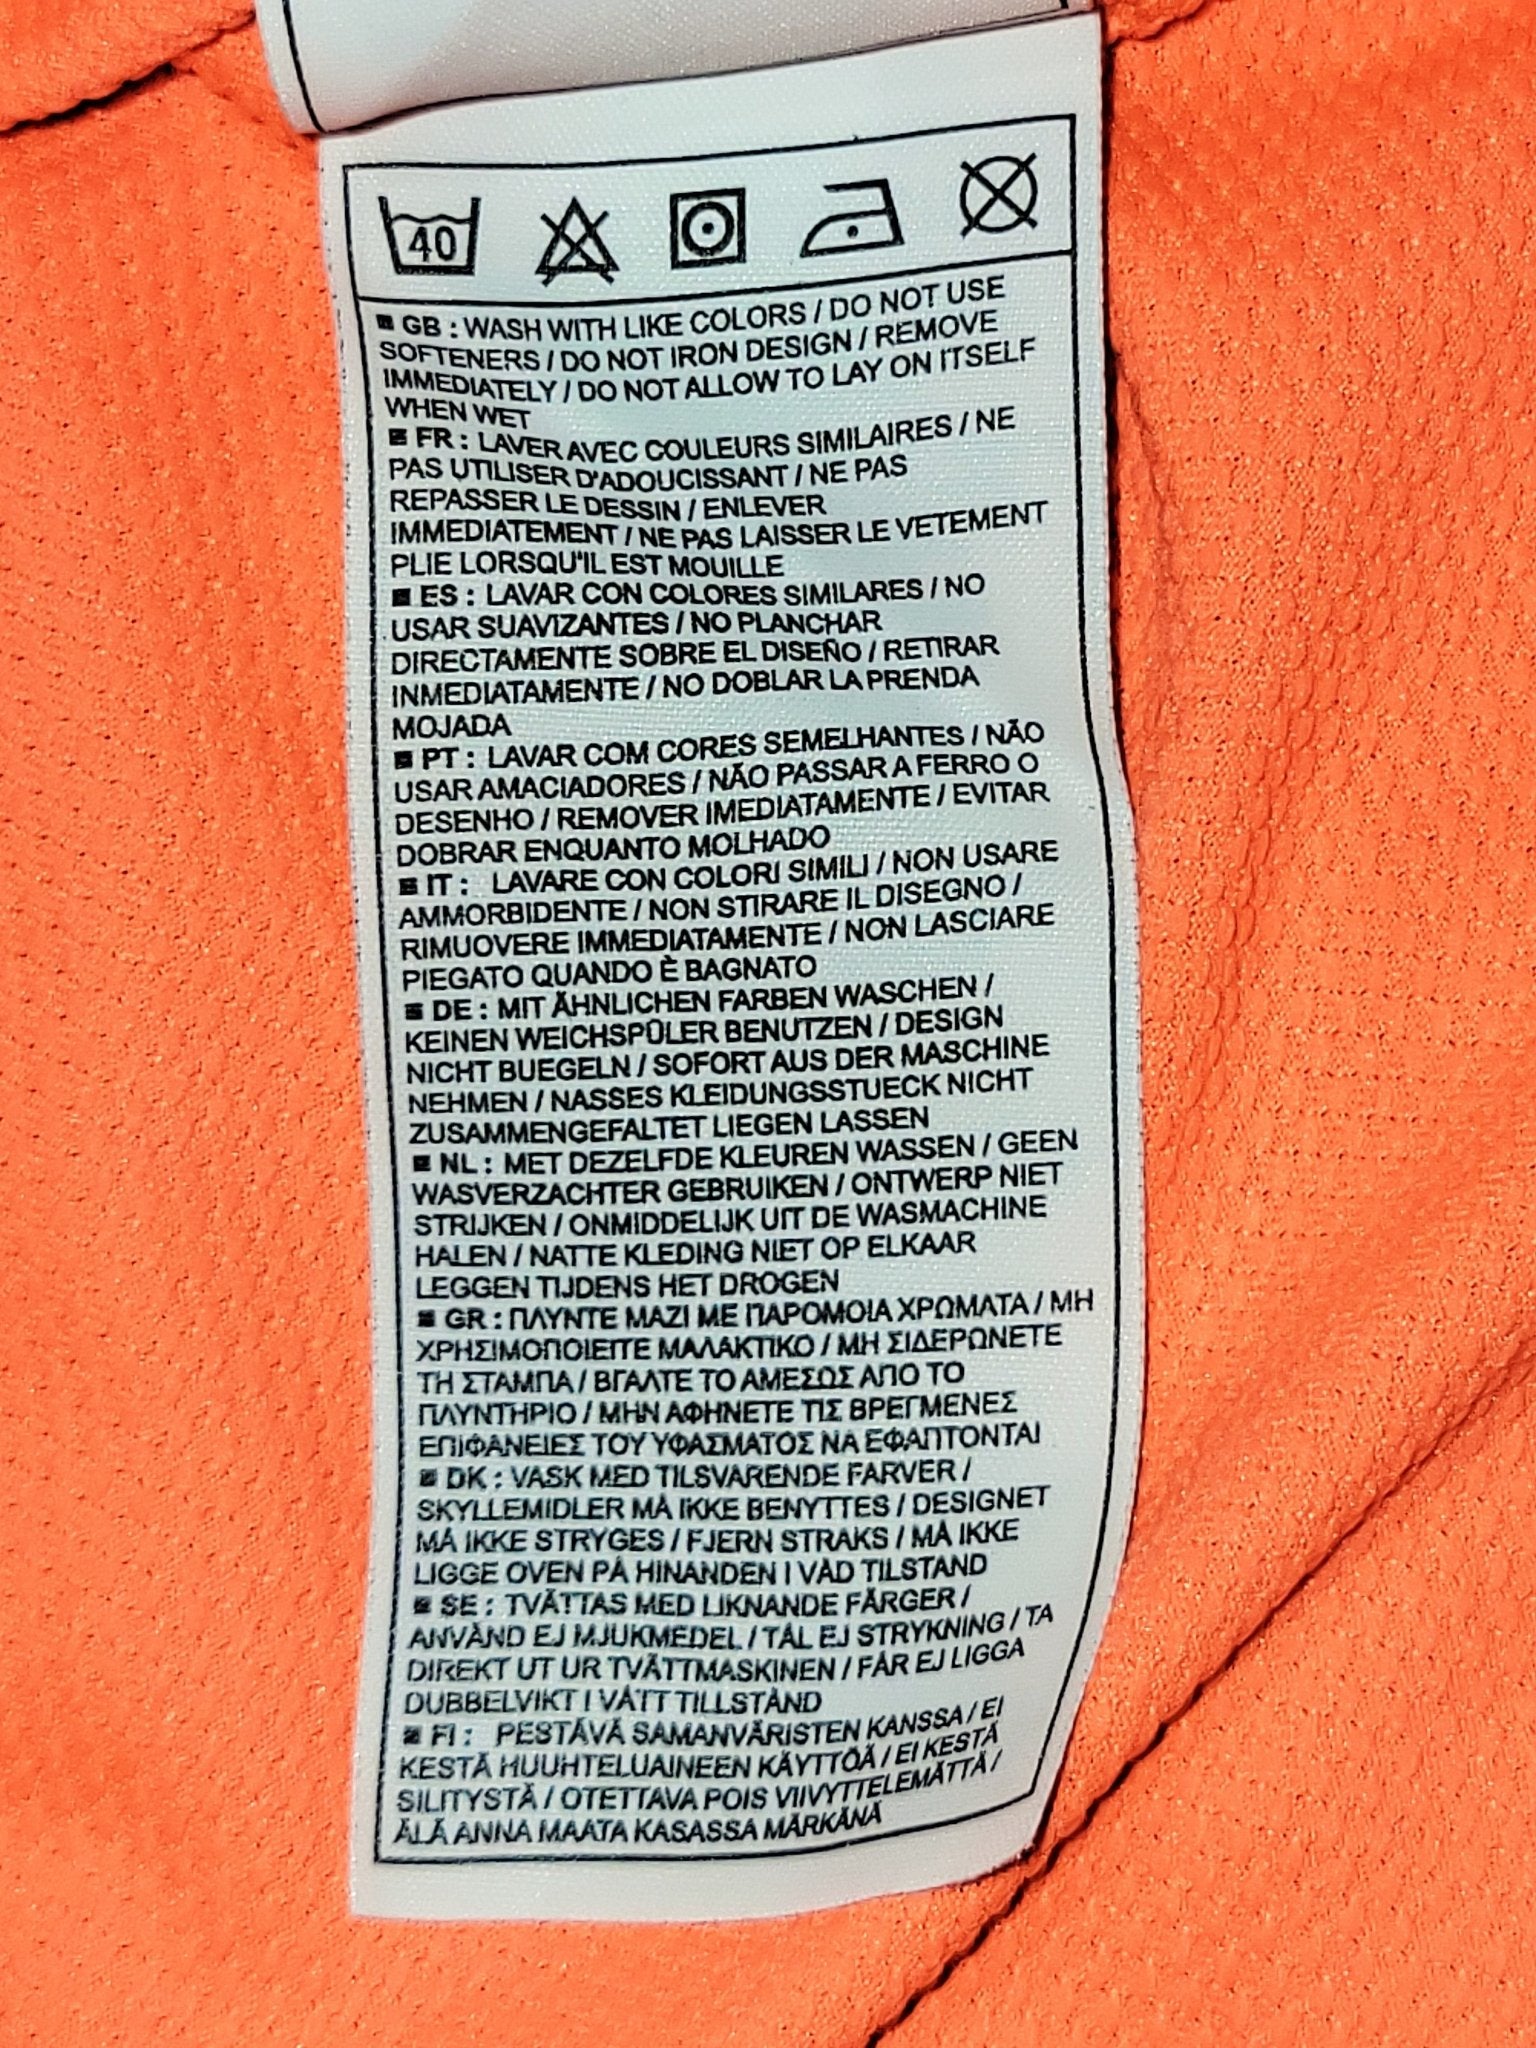 40
GB : WASH WITH LIKE COLORS / DO NOT USE
SOFTENERS / DO NOT IRON DESIGN / REMOVE
IMMEDIATELY / DO NOT ALLOW TO LAY ON ITSELF
WHEN WET
FR : LAVER AVEC COULEURS SIMILAIRES / NE
PAS UTILISER D'ADOUCISSANT / NE PAS
REPASSER LE DESSIN / ENLEVER
IMMEDIATEMENT / NE PAS LAISSER LE VETEMENT
PLIE LORSQU'IL EST MOUILLE
ES : LAVAR CON COLORES SIMILARES / NO
USAR SUAVIZANTES / NO PLANCHAR
DIRECTAMENTE SOBRE EL DISEÑO / RETIRAR
INMEDIATAMENTE / NO DOBLAR LA PRENDA
MOJADA
PT : LAVAR COM CORES SEMELHANTES / NÃO
USAR AMACIADORES / NÃO PASSAR A FERRO O
DESENHO / REMOVER IMEDIATAMENTE / EVITAR
DOBRAR ENQUANTO MOLHADO
IT : LAVARE CON COLORI SIMILI / NON USARE
AMMORBIDENTE / NON STIRARE IL DISEGNO /
RIMUOVERE IMMEDIATAMENTE / NON LASCIARE
PIEGATO QUANDO È BAGNATO
DE : MIT ÄHNLICHEN FARBEN WASCHEN /
KEINEN WEICHSPÜLER BENUTZEN / DESIGN
NICHT BUEGELN / SOFORT AUS DER MASCHINE
NEHMEN / NASSES KLEIDUNGSSTUECK NICHT
ZUSAMMENGEFALTET LIEGEN LASSEN
NL : MET DEZELFDE KLEUREN WASSEN / GEEN
WASVERZACHTER GEBRUIKEN / ONTWERP NIET
STRIJKEN / ONMIDDELIJK UIT DE WASMACHINE
HALEN / NATTE KLEDING NIET OP ELKAAR
LEGGEN TIJDENS HET DROGEN
GR : ΠΛΥΝΤΕ ΜΑΖΙ ΜΕ ΠΑΡΟΜΟΙΑ ΧΡΩΜΑΤΑ / ΜΗ
ΧΡΗΣΙΜΟΠΟΙΕΙΤΕ ΜΑΛΑΚΤΙΚΟ / ΜΗ ΣΙΔΕΡΩΝΕΤΕ
ΤΗ ΣΤΑΜΠΑ / ΒΓΑΛΤΕ ΤΟ ΑΜΕΣΩΣ ΑΠΟ ΤΟ
ΠΛΥΝΤΗΡΙΟ / ΜΗΝ ΑΦΗΝΕΤΕ ΤΙΣ ΒΡΕΓΜΕΝΕΣ
ΕΠΙΦΑΝΕΙΕΣ ΤΟΥ ΥΦΑΣΜΑΤΟΣ ΝΑ ΕΦΑΠΤΟΝΤΑΙ
DK : VASK MED TILSVARENDE FARVER /
SKYLLEMIDLER MÅ IKKE BENYTTES / DESIGNET
MÅ IKKE STRYGES / FJERN STRAKS / MÅ IKKE
LIGGE OVEN PÅ HINANDEN I VÅD TILSTAND
SE : TVÄTTAS MED LIKNANDE FÄRGER /
ANVÄND EJ MJUKMEDEL / TÅL EJ STRYKNING / TA
DIREKT UT UR TVÄTTMASKINEN / FÅR EJ LIGGA
DUBBELVIKT I VÅTT TILLSTÅND
FI : PESTÄVÄ SAMANVÄRISTEN KANSSA / EI
KESTÄ HUUHTELUAINEEN KÄYTTÖÄ / EI KESTÄ
SILITYSTÄ / OTETTAVA POIS VIIVYTTELEMÄTTÄ /
ÄLÄ ANNA MAATA KASASSA MÄRKÄNÄ